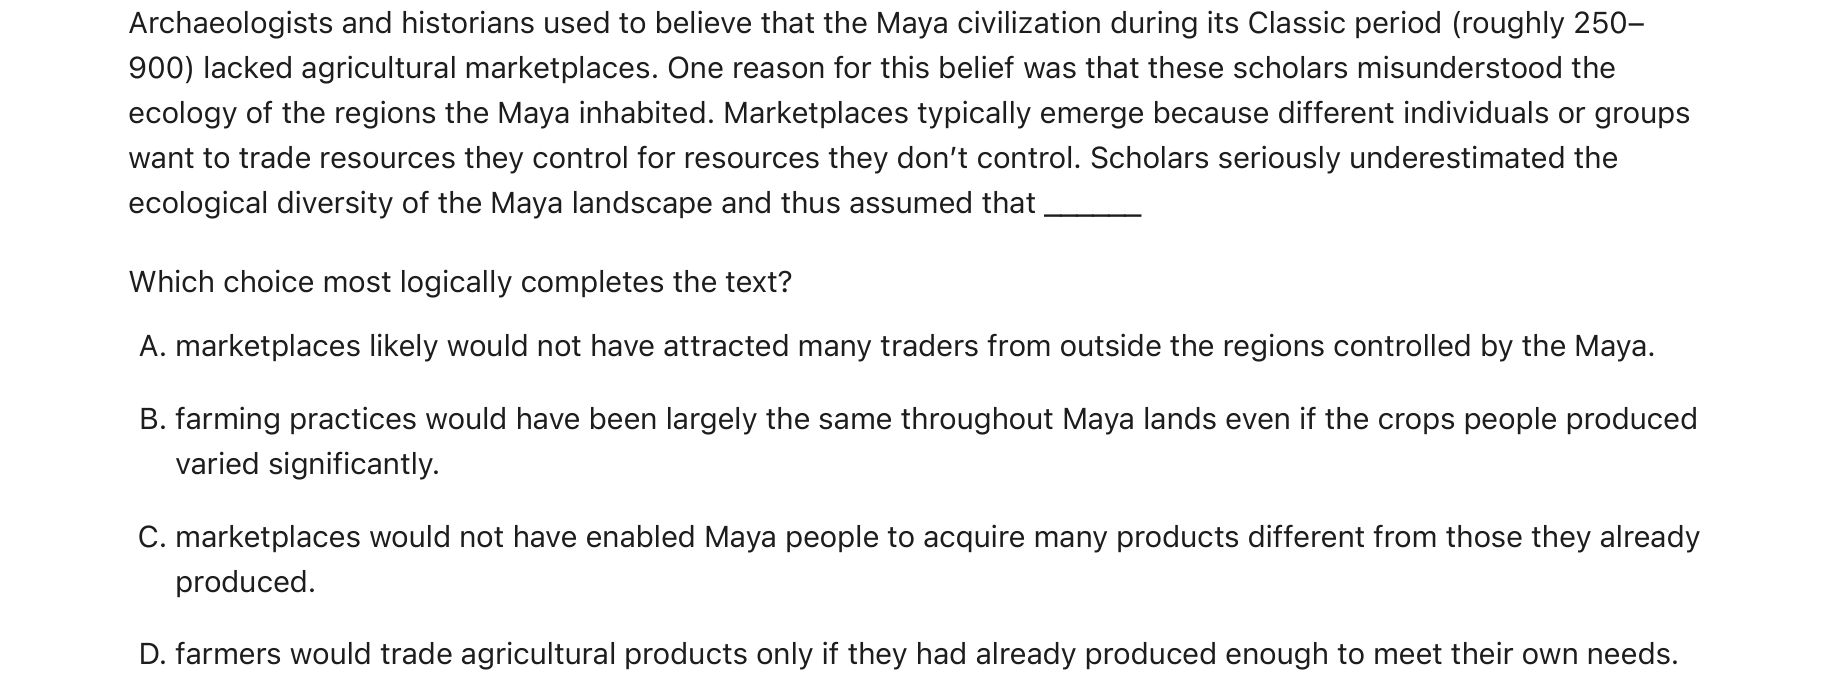 Archaeologists and historians used to believe that the Maya civilization during its Classic period (roughly 250–
900) lacked agricultural marketplaces. One reason for this belief was that these scholars misunderstood the
ecology of the regions the Maya inhabited. Marketplaces typically emerge because different individuals or groups
want to trade resources they control for resources they don’t control. Scholars seriously underestimated the
ecological diversity of the Maya landscape and thus assumed that ______
Which choice most logically completes the text?
A. marketplaces likely would not have attracted many traders from outside the regions controlled by the Maya.
B. farming practices would have been largely the same throughout Maya lands even if the crops people produced
varied significantly.
C. marketplaces would not have enabled Maya people to acquire many products different from those they already
produced.
D. farmers would trade agricultural products only if they had already produced enough to meet their own needs.